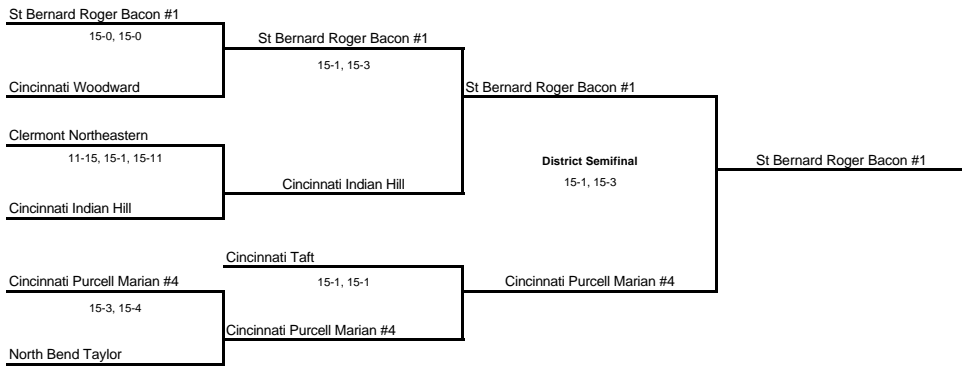 St Bernard Roger Bacon #1
15-0, 15-0
St Bernard Roger Bacon #1
15-1, 15-3
Cincinnati Woodward
St Bernard Roger Bacon #1
Clermont Northeastern
11-15, 15-1, 15-11
District Semifinal
St Bernard Roger Bacon #1
15-1, 15-3
Cincinnati Indian Hill
Cincinnati Indian Hill
Cincinnati Taft
Cincinnati Purcell Marian #4
15-1, 15-1
Cincinnati Purcell Marian #4
15-3, 15-4
Cincinnati Purcell Marian #4
North Bend Taylor